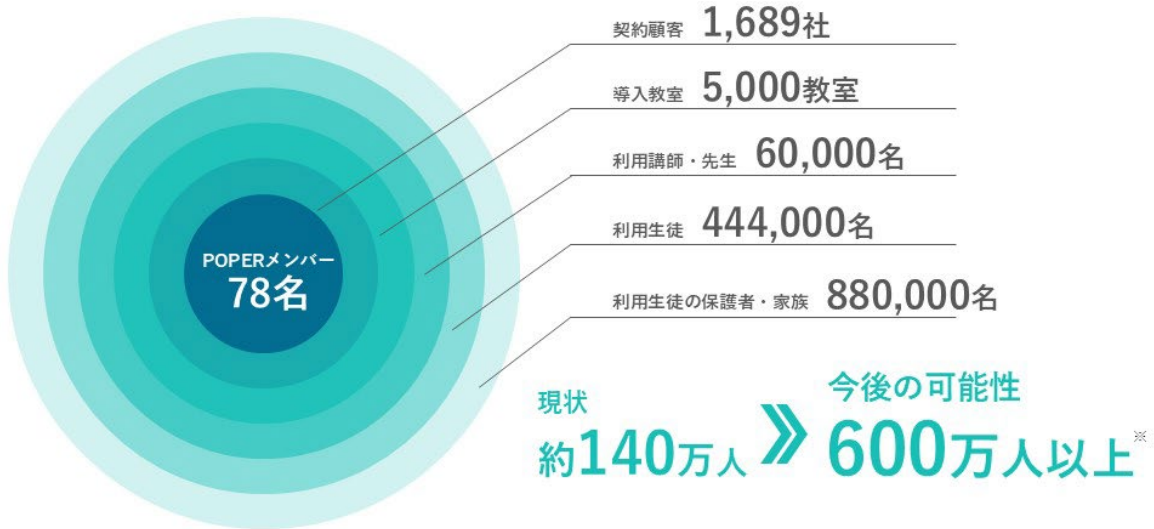 契約顧客 1,689社
導入教室 5,000教室
利用講師・先生 60,000名
利用生徒 444,000名
利用生徒の保護者・家族 880,000名
POPERメンバー
78名
現状
約140万人
今後の可能性
600万人以上※